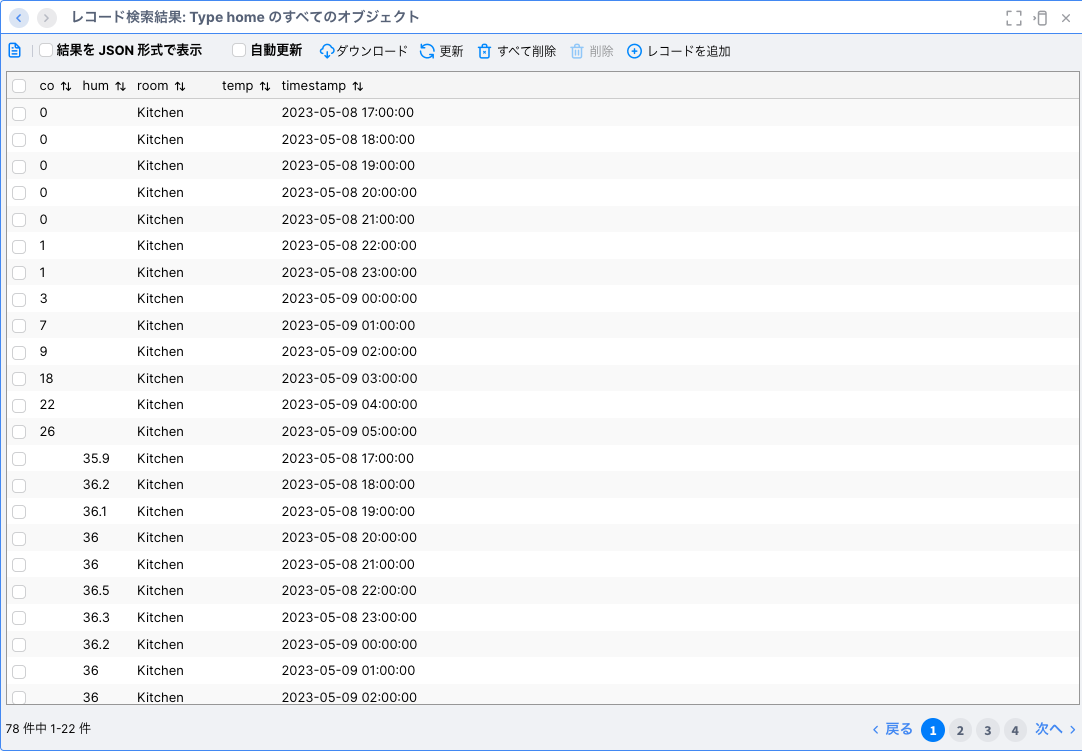 レコード検索結果: Type home のすべてのオブジェクト
結果を JSON 形式で表示 自動更新 ダウンロード 更新 すべて削除 削除 レコードを追加
co hum room temp timestamp
0 Kitchen 2023-05-08 17:00:00
0 Kitchen 2023-05-08 18:00:00
0 Kitchen 2023-05-08 19:00:00
0 Kitchen 2023-05-08 20:00:00
0 Kitchen 2023-05-08 21:00:00
1 Kitchen 2023-05-08 22:00:00
1 Kitchen 2023-05-08 23:00:00
3 Kitchen 2023-05-09 00:00:00
7 Kitchen 2023-05-09 01:00:00
9 Kitchen 2023-05-09 02:00:00
18 Kitchen 2023-05-09 03:00:00
22 Kitchen 2023-05-09 04:00:00
26 Kitchen 2023-05-09 05:00:00
35.9 Kitchen 2023-05-08 17:00:00
36.2 Kitchen 2023-05-08 18:00:00
36.1 Kitchen 2023-05-08 19:00:00
36 Kitchen 2023-05-08 20:00:00
36 Kitchen 2023-05-08 21:00:00
36.5 Kitchen 2023-05-08 22:00:00
36.3 Kitchen 2023-05-08 23:00:00
36.2 Kitchen 2023-05-09 00:00:00
36 Kitchen 2023-05-09 01:00:00
36 Kitchen 2023-05-09 02:00:00
78 件中 1-22 件 戻る 1 2 3 4 次へ